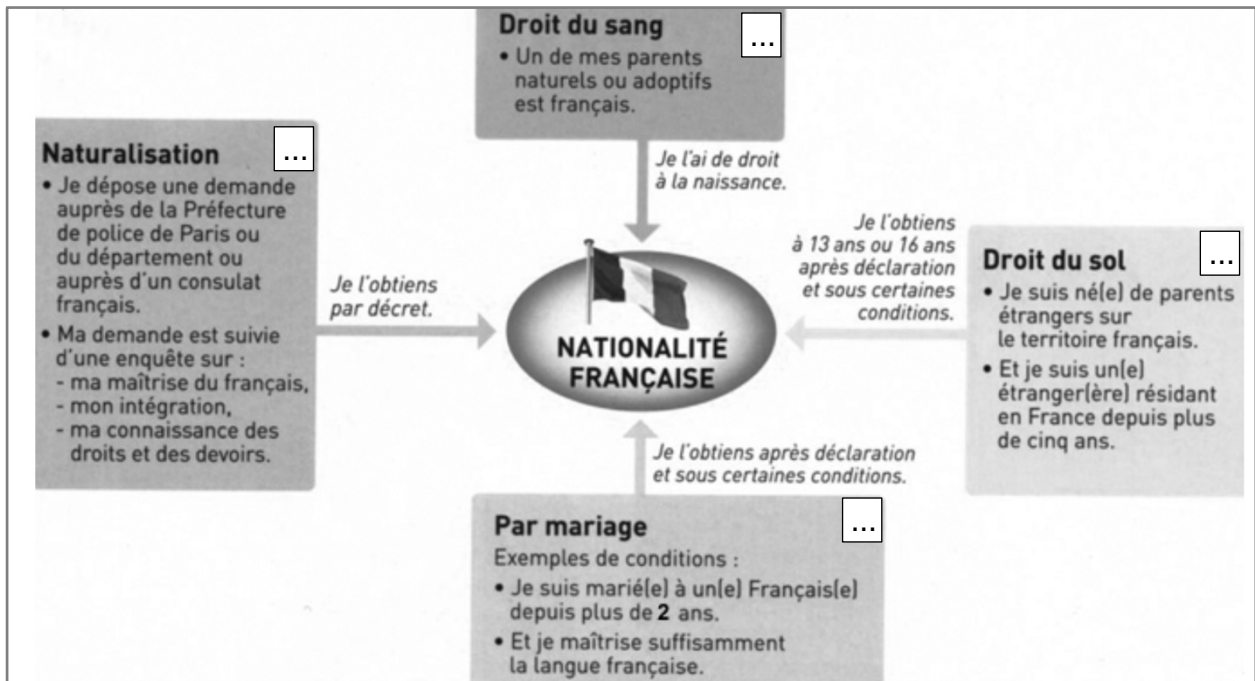 Droit du sang
...
• Un de mes parents
naturels ou adoptifs
est français.
Je l'ai de droit
à la naissance.
Naturalisation
...
• Je dépose une demande
auprès de la Préfecture
de police de Paris ou
du département ou
auprès d'un consulat
français.
• Ma demande est suivie
d'une enquête sur :
- ma maîtrise du français,
- mon intégration,
- ma connaissance des
droits et des devoirs.
Je l'obtiens
par décret.
NATIONALITÉ
FRANÇAISE
Je l'obtiens
à 13 ans ou 16 ans
après déclaration
et sous certaines
conditions.
Droit du sol
...
• Je suis né(e) de parents
étrangers sur
le territoire français.
• Et je suis un(e)
étranger(ère) résidant
en France depuis plus
de cinq ans.
Je l'obtiens après déclaration
et sous certaines conditions.
Par mariage
...
Exemples de conditions :
• Je suis marié(e) à un(e) Français(e)
depuis plus de 2 ans.
• Et je maîtrise suffisamment
la langue française.